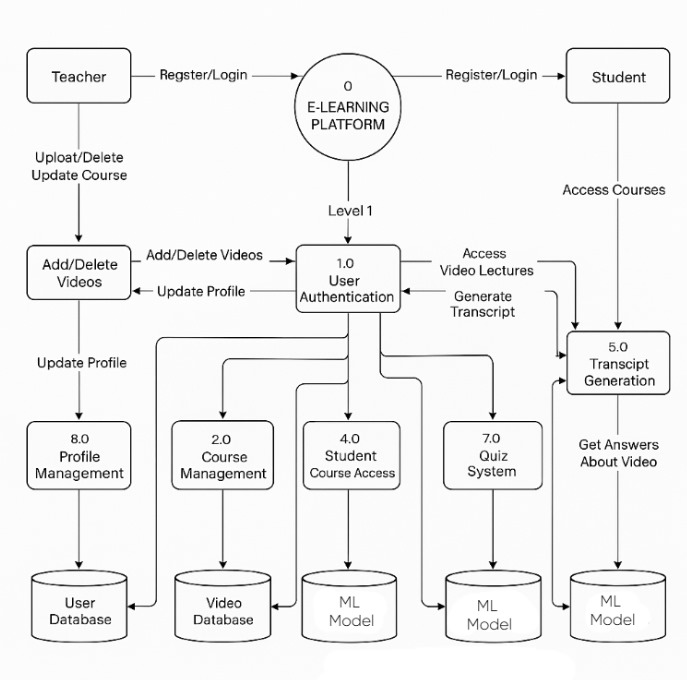 Teacher
Regster/Login
0
E-LEARNING
PLATFORM
Register/Login
Student
Uploat/Delete
Update Course
Level 1
Access Courses
Add/Delete
Videos
Add/Delete Videos
Update Profile
1.0
User
Authentication
Access
Video Lectures
Generate
Transcript
5.0
Transcipt
Generation
Update Profile
8.0
Profile
Management
2.0
Course
Management
4.0
Student
Course Access
7.0
Quiz
System
Get Answers
About Video
User
Database
Video
Database
ML
Model
ML
Model
ML
Model